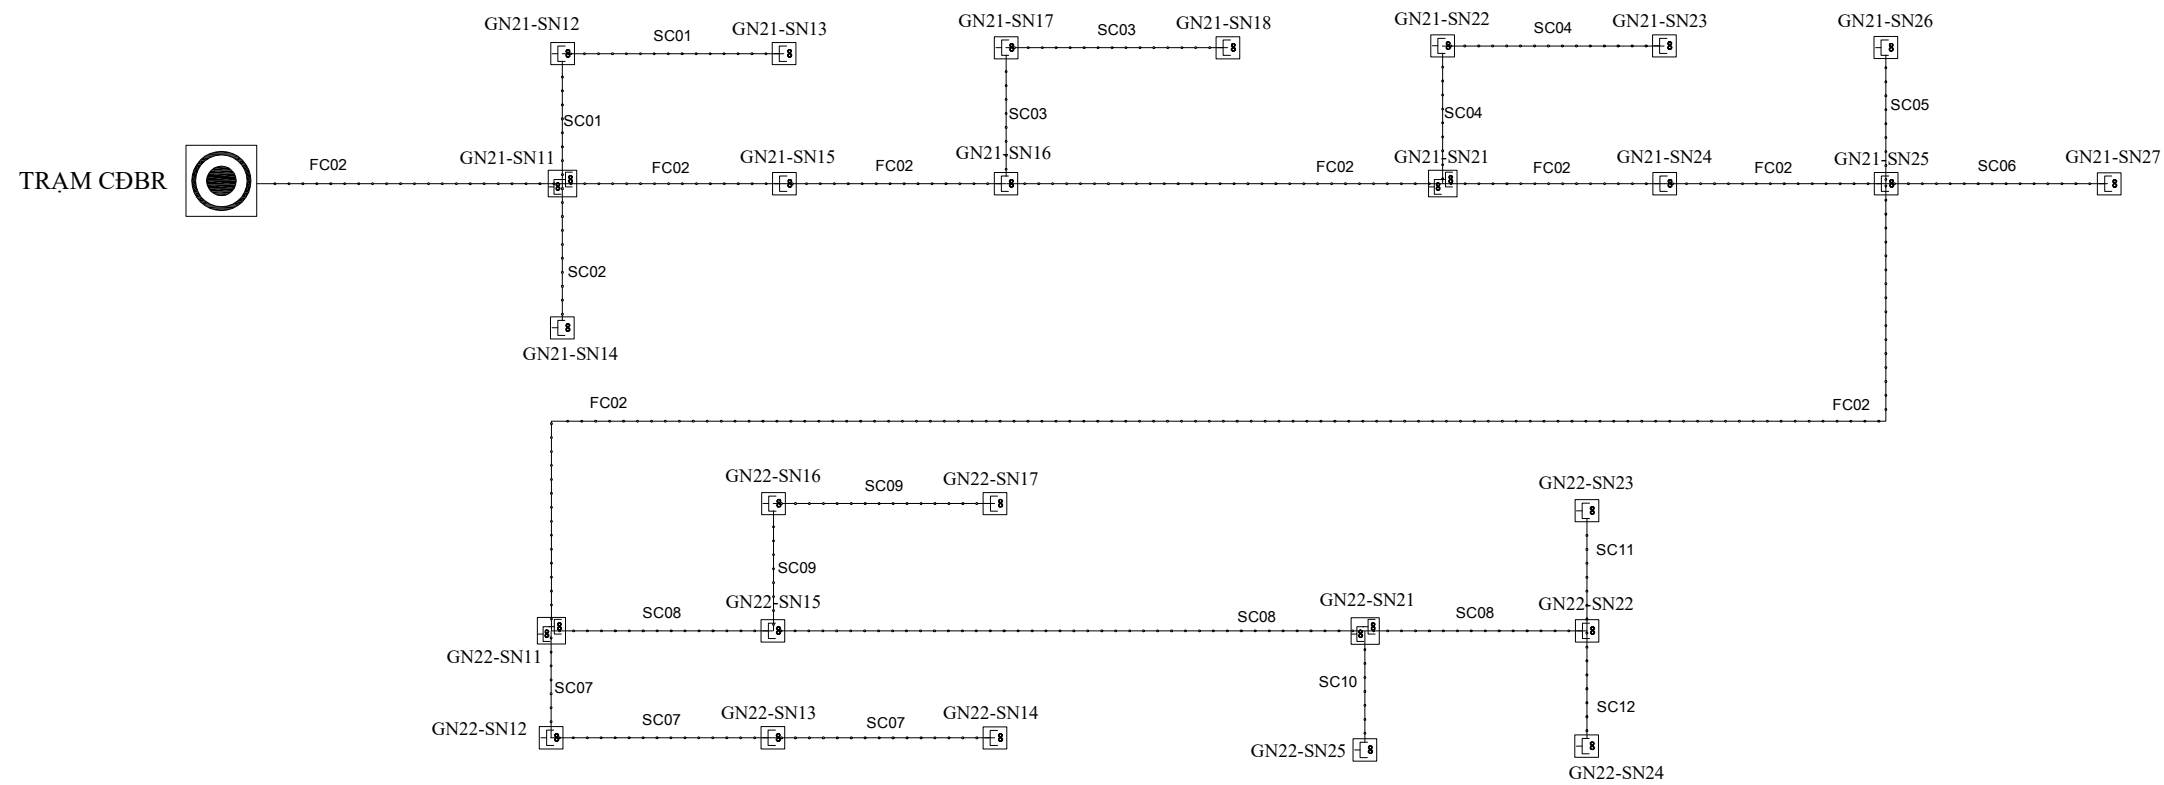 GN21-SN12
SC01
GN21-SN13
GN21-SN17
SC03
GN21-SN18
GN21-SN22
SC04
GN21-SN23
GN21-SN26
SC01
SC03
SC04
SC05
TRẠM CĐBR
FC02
GN21-SN11
FC02
GN21-SN15
FC02
GN21-SN16
FC02
GN21-SN21
FC02
GN21-SN24
FC02
GN21-SN25
SC06
GN21-SN27
SC02
GN21-SN14
FC02
FC02
GN22-SN16
SC09
GN22-SN17
GN22-SN23
SC09
SC11
GN22-SN11
SC08
GN22-SN15
SC08
GN22-SN21
SC08
GN22-SN22
SC07
SC10
SC12
GN22-SN12
SC07
GN22-SN13
SC07
GN22-SN14
GN22-SN25
GN22-SN24